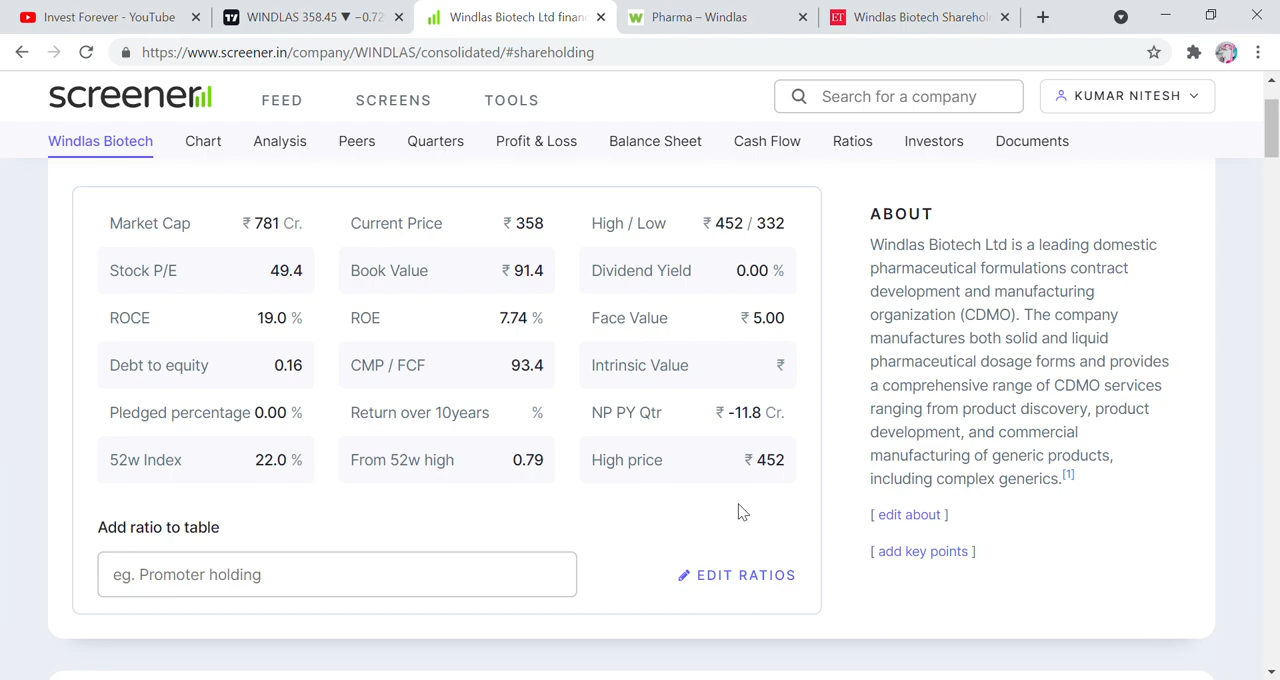 Invest Forever - YouTube
WINDLAS 358.45 ▼ −0.72
Windlas Biotech Ltd finan
Pharma – Windlas
ET Windlas Biotech Sharehol
https://www.screener.in/company/WINDLAS/consolidated/#shareholding
screener
FEED
SCREENS
TOOLS
Search for a company
KUMAR NITESH
Windlas Biotech
Chart
Analysis
Peers
Quarters
Profit & Loss
Balance Sheet
Cash Flow
Ratios
Investors
Documents
Market Cap ₹ 781 Cr.
Current Price ₹ 358
High / Low ₹ 452 / 332
Stock P/E 49.4
Book Value ₹ 91.4
Dividend Yield 0.00 %
ROCE 19.0 %
ROE 7.74 %
Face Value ₹ 5.00
Debt to equity 0.16
CMP / FCF 93.4
Intrinsic Value ₹
Pledged percentage 0.00 %
Return over 10years %
NP PY Qtr ₹ -11.8 Cr.
52w Index 22.0 %
From 52w high 0.79
High price ₹ 452
Add ratio to table
eg. Promoter holding
EDIT RATIOS
ABOUT
Windlas Biotech Ltd is a leading domestic
pharmaceutical formulations contract
development and manufacturing
organization (CDMO). The company
manufactures both solid and liquid
pharmaceutical dosage forms and provides
a comprehensive range of CDMO services
ranging from product discovery, product
development, and commercial
manufacturing of generic products,
including complex generics.[1]
[ edit about ]
[ add key points ]